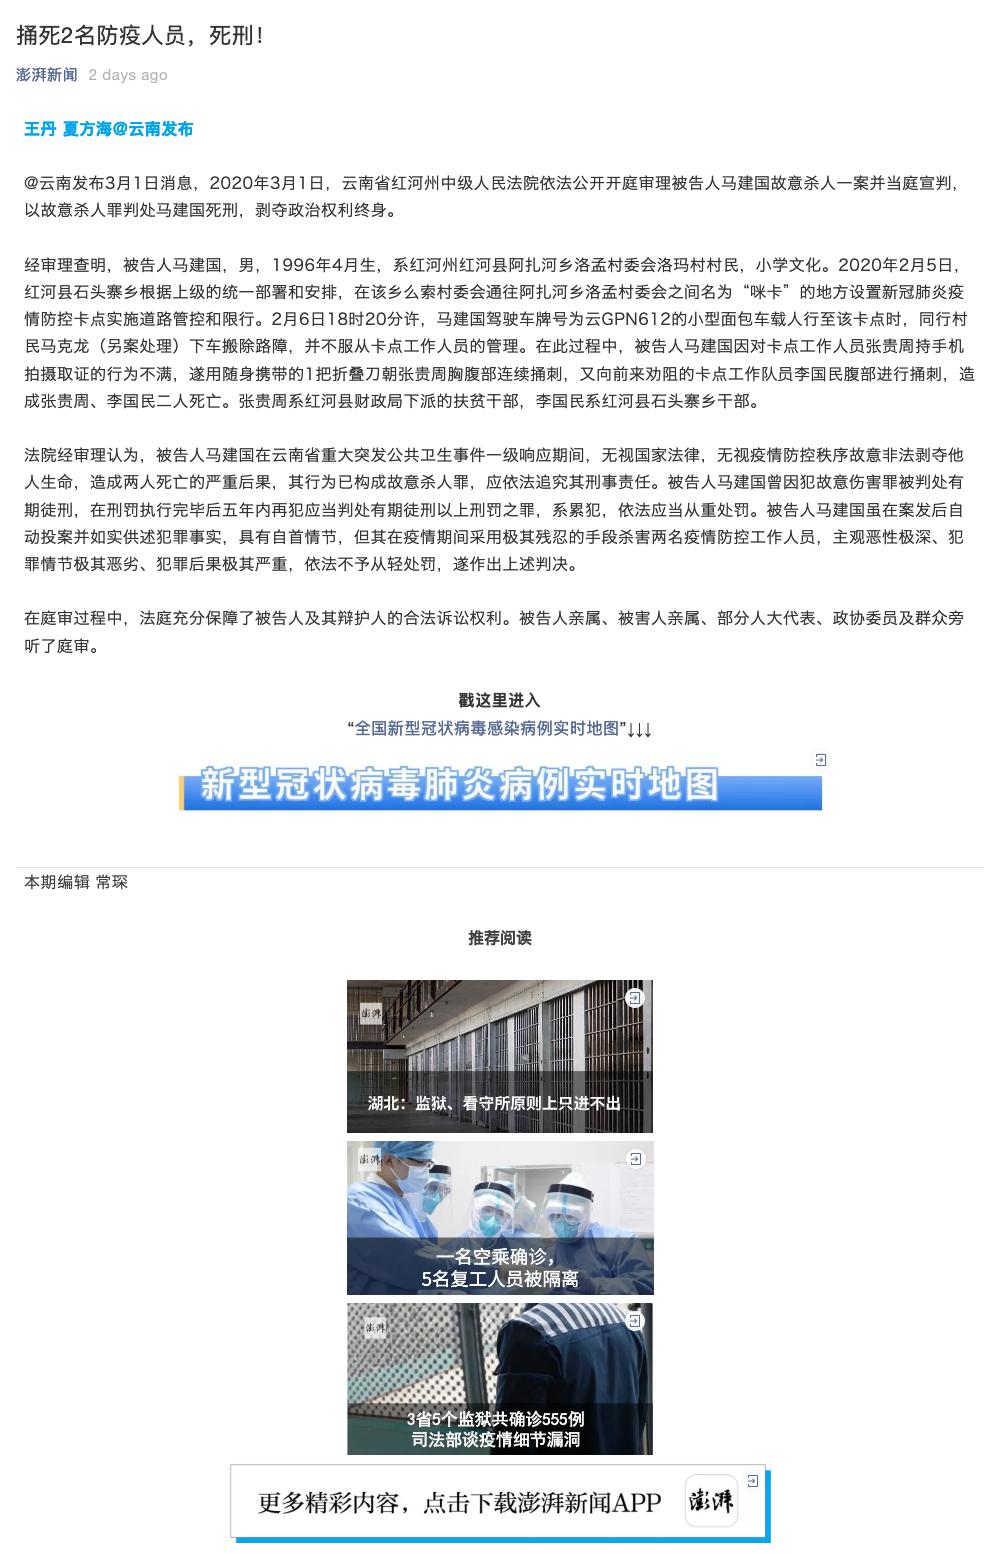 捅死2名防疫人员，死刑！
澎湃新闻 2 days ago
王丹 夏方海@云南发布
@云南发布3月1日消息，2020年3月1日，云南省红河州中级人民法院依法公开开庭审理被告人马建国故意杀人一案并当庭宣判，
以故意杀人罪判处马建国死刑，剥夺政治权利终身。
经审理查明，被告人马建国，男，1996年4月生，系红河州红河县阿扎河乡洛孟村委会洛玛村村民，小学文化。2020年2月5日，
红河县石头寨乡根据上级的统一部署和安排，在该乡么索村委会通往阿扎河乡洛孟村委会之间名为“咪卡”的地方设置新冠肺炎疫
情防控卡点实施道路管控和限行。2月6日18时20分许，马建国驾驶车牌号为云GPN612的小型面包车载人行至该卡点时，同行村
民马克龙（另案处理）下车搬除路障，并不服从卡点工作人员的管理。在此过程中，被告人马建国因对卡点工作人员张贵周持手机
拍摄取证的行为不满，遂用随身携带的1把折叠刀朝张贵周胸腹部连续捅刺，又向前来劝阻的卡点工作队员李国民腹部进行捅刺，造
成张贵周、李国民二人死亡。张贵周系红河县财政局下派的扶贫干部，李国民系红河县石头寨乡干部。
法院经审理认为，被告人马建国在云南省重大突发公共卫生事件一级响应期间，无视国家法律，无视疫情防控秩序故意非法剥夺他
人生命，造成两人死亡的严重后果，其行为已构成故意杀人罪，应依法追究其刑事责任。被告人马建国曾因犯故意伤害罪被判处有
期徒刑，在刑罚执行完毕后五年内再犯应当判处有期徒刑以上刑罚之罪，系累犯，依法应当从重处罚。被告人马建国虽在案发后自
动投案并如实供述犯罪事实，具有自首情节，但其在疫情期间采用极其残忍的手段杀害两名疫情防控工作人员，主观恶性极深、犯
罪情节极其恶劣、犯罪后果极其严重，依法不予从轻处罚，遂作出上述判决。
在庭审过程中，法庭充分保障了被告人及其辩护人的合法诉讼权利。被告人亲属、被害人亲属、部分人大代表、政协委员及群众旁
听了庭审。
戳这里进入
“全国新型冠状病毒感染病例实时地图”↓↓↓
新型冠状病毒肺炎病例实时地图
本期编辑 常琛
推荐阅读
澎湃
湖北：监狱、看守所原则上只进不出
澎湃
一名空乘确诊，
5名复工人员被隔离
澎湃
3省5个监狱共确诊555例
司法部谈疫情细节漏洞
更多精彩内容，点击下载澎湃新闻APP 澎湃